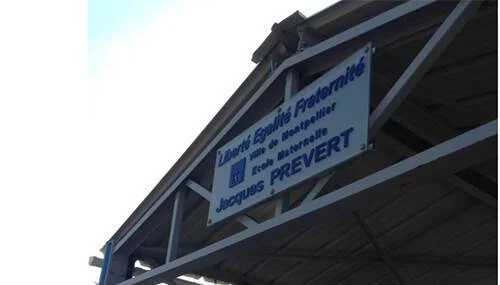 Liberté Egalité Fraternité
Ville de Montpellier
Ecole Maternelle
Jacques PREVERT